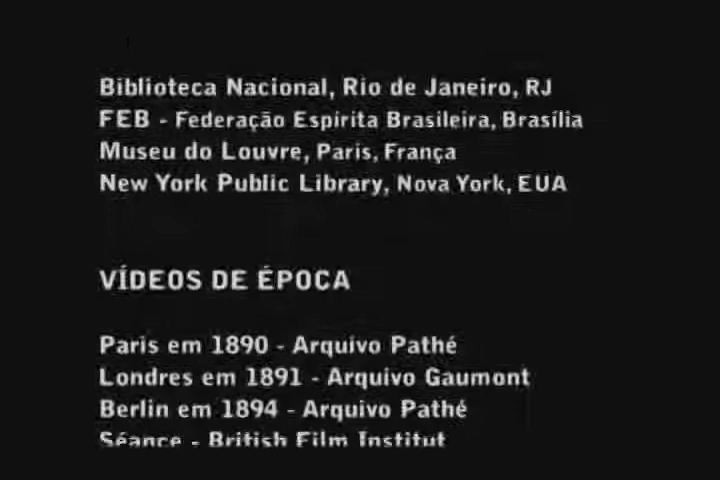 Biblioteca Nacional, Rio de Janeiro, RJ
FEB - Federação Espírita Brasileira, Brasília
Museu do Louvre, Paris, França
New York Public Library, Nova York, EUA
VÍDEOS DE ÉPOCA
Paris em 1890 - Arquivo Pathé
Londres em 1891 - Arquivo Gaumont
Berlin em 1894 - Arquivo Pathé
Séance - British Film Institut